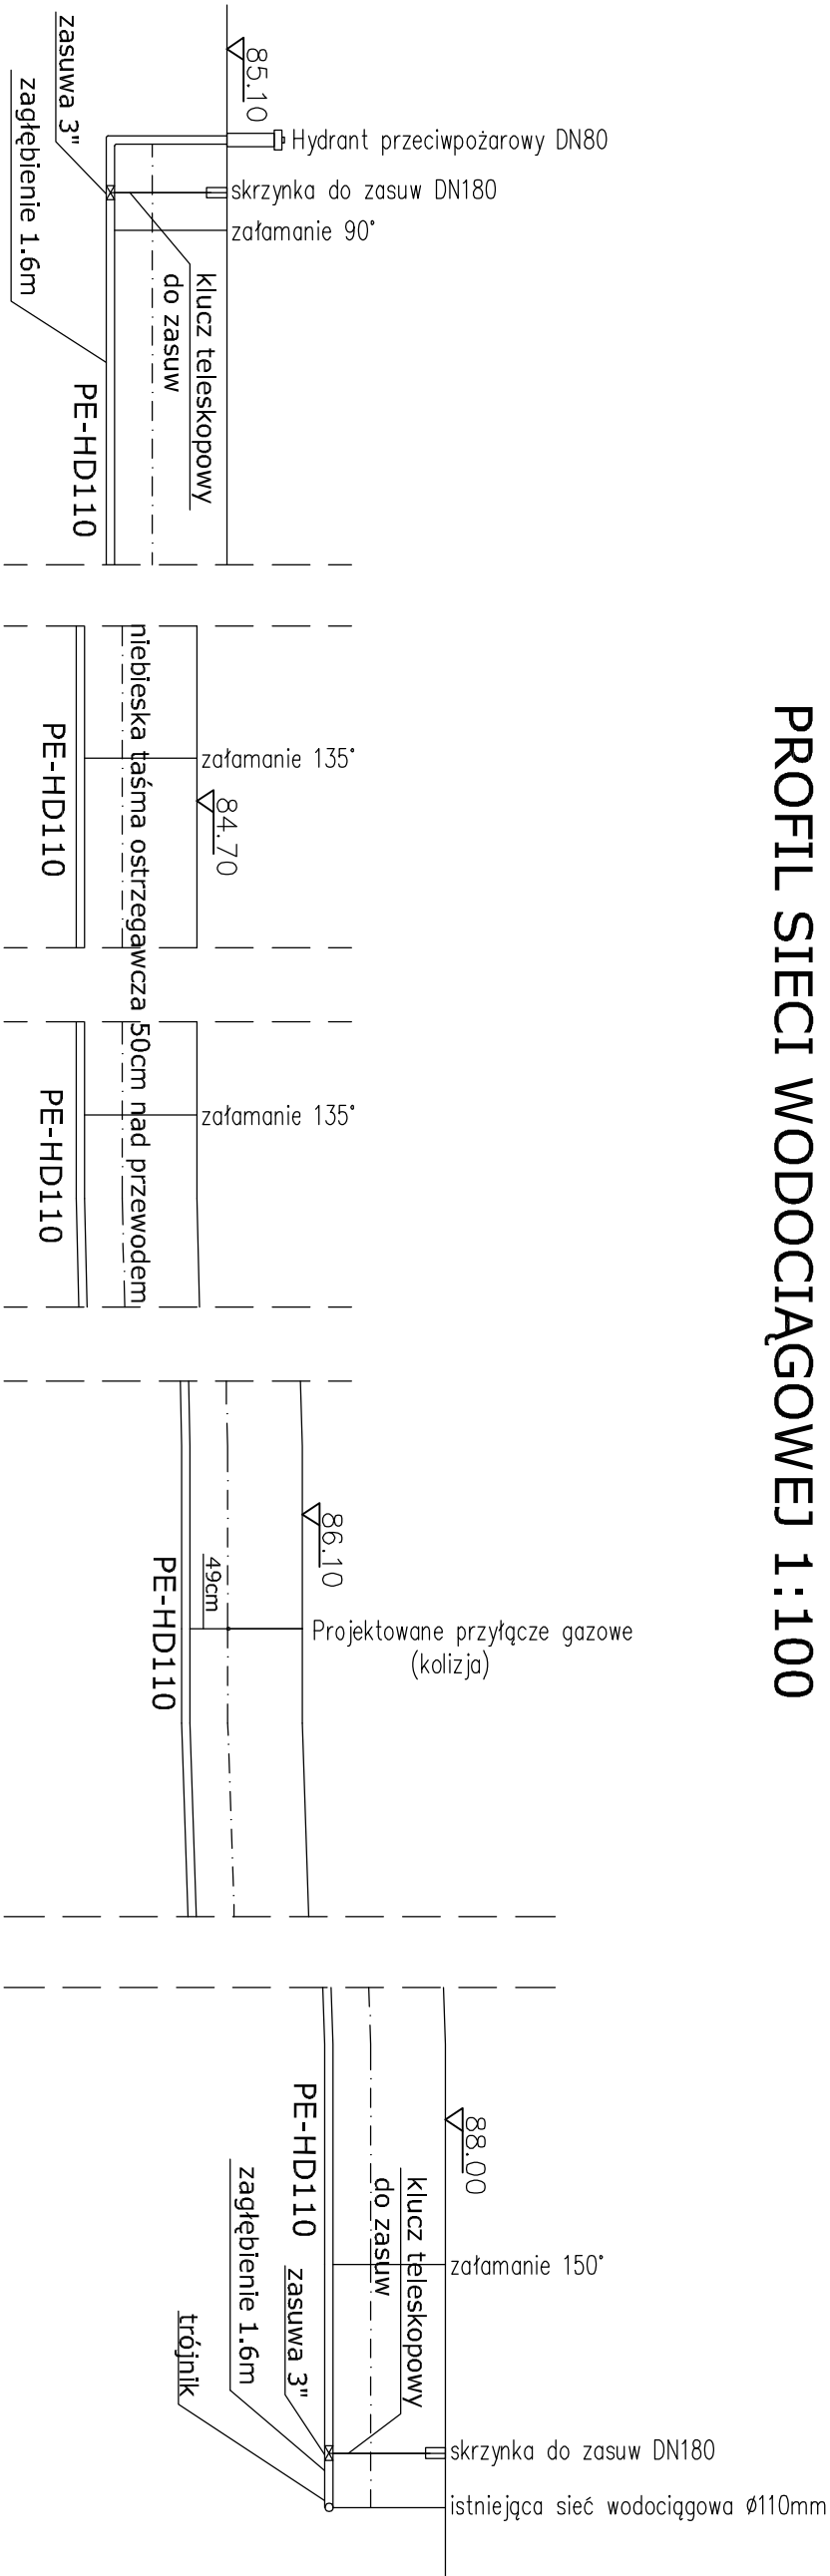 PROFIL SIECI WODOCIĄGOWEJ 1:100
85.10
Hydrant przeciwpożarowy DN80
skrzynka do zasuw DN180
załamanie 90°
klucz teleskopowy
do zasuw
zasuwa 3"
zagłębienie 1.6m
PE-HD110
niebieska taśma ostrzegawcza 50cm nad przewodem
załamanie 135°
84.70
PE-HD110
załamanie 135°
PE-HD110
86.10
49cm
Projektowane przyłącze gazowe
(kolizja)
PE-HD110
88.00
PE-HD110
klucz teleskopowy
do zasuw
załamanie 150°
zagłębienie 1.6m
zasuwa 3"
trójnik
skrzynka do zasuw DN180
istniejąca sieć wodociągowa Ø110mm